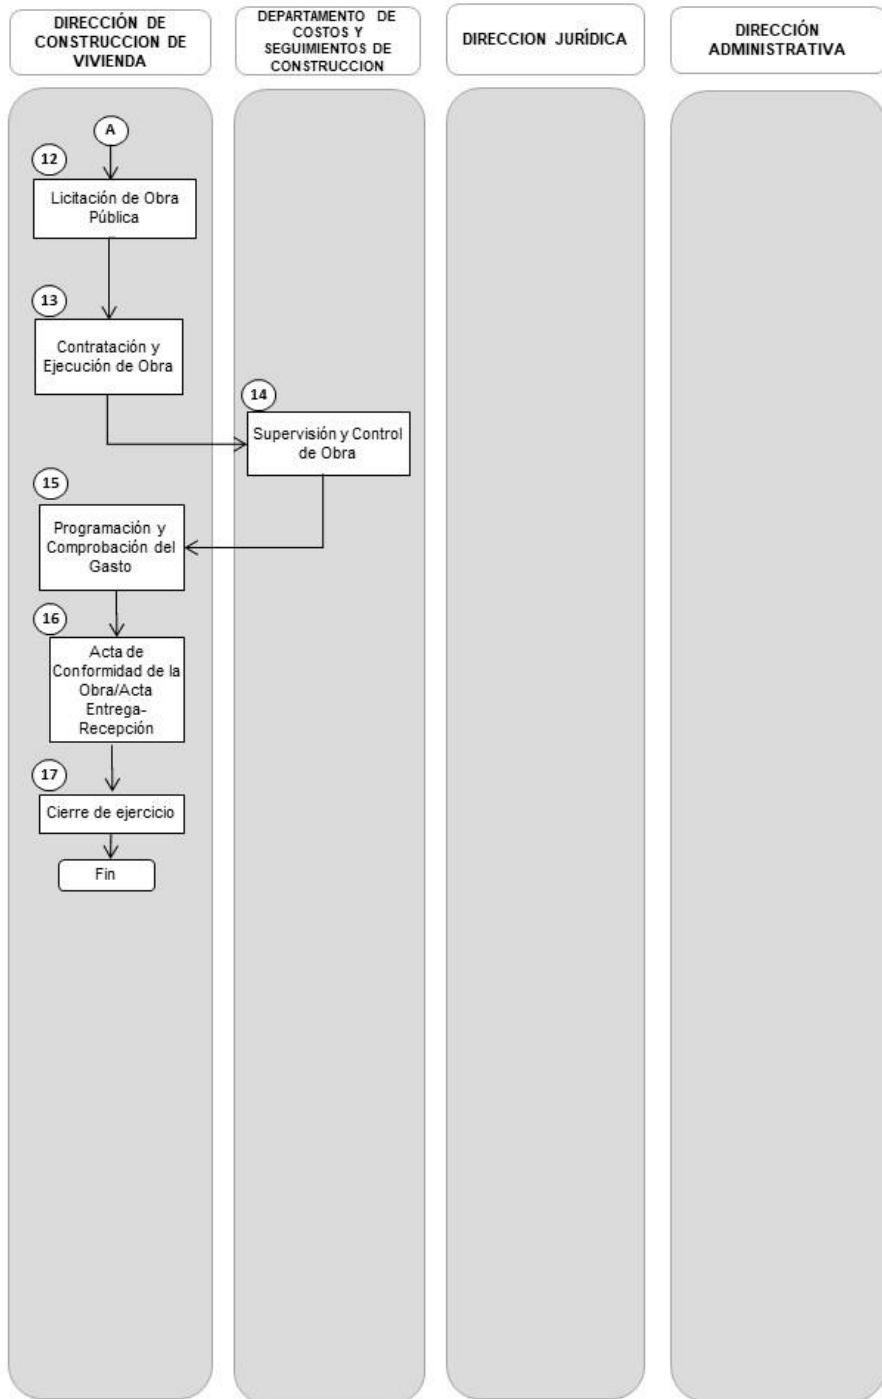 DIRECCIÓN DE
CONSTRUCCION DE
VIVIENDA
DEPARTAMENTO DE
COSTOS Y
SEGUIMIENTOS DE
CONSTRUCCION
DIRECCION JURÍDICA
DIRECCIÓN
ADMINISTRATIVA
A
12
Licitación de Obra
Pública
13
Contratación y
Ejecución de Obra
14
Supervisión y Control
de Obra
15
Programación y
Comprobación del
Gasto
16
Acta de
Conformidad de la
Obra/Acta
Entrega-
Recepción
17
Cierre de ejercicio
Fin